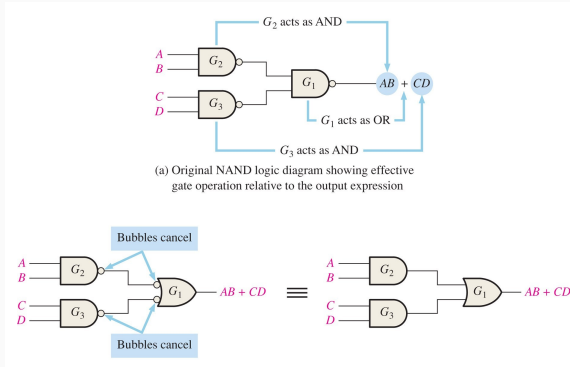 G₂ acts as AND
A
B
G₂
G₁
AB + CD
C
D
G₃
G₁ acts as OR
G₃ acts as AND
(a) Original NAND logic diagram showing effective
gate operation relative to the output expression
Bubbles cancel
A
B
G₂
C
D
G₃
G₁
AB + CD
≡
Bubbles cancel
A
B
G₂
C
D
G₃
G₁
AB + CD